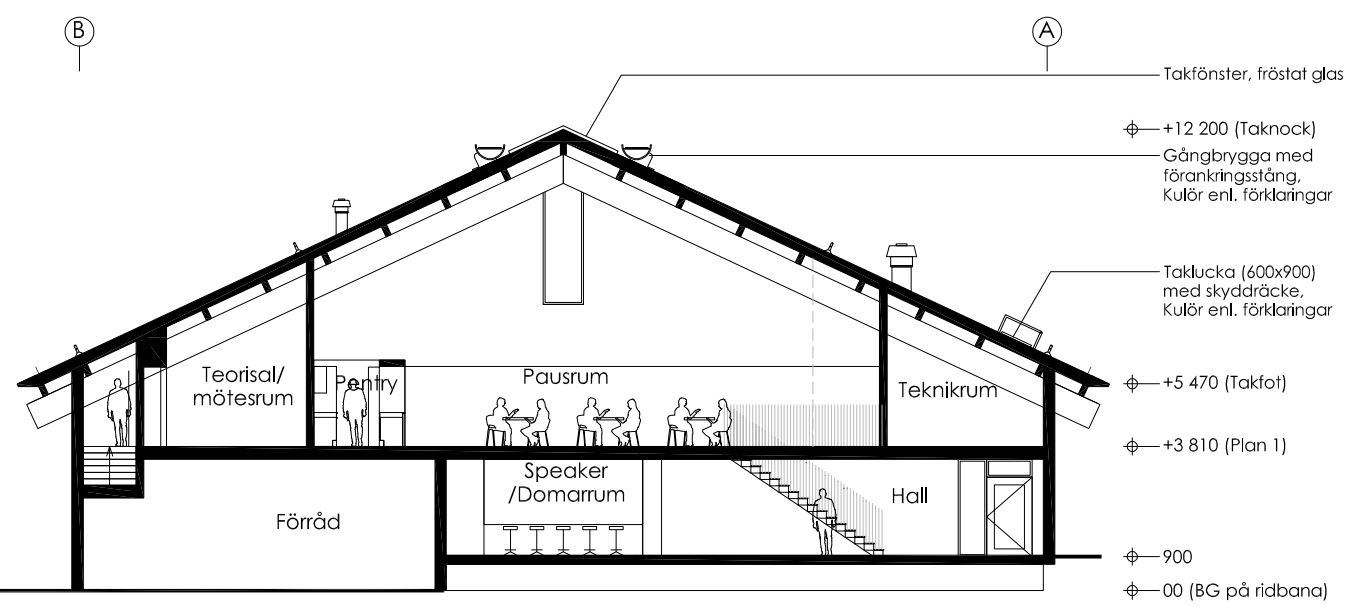 B
A
Takfönster, fröstat glas
+12 200 (Taknock)
Gångbrygga med
förankringsstång,
Kulör enl. förklaringar
Taklucka (600x900)
med skyddräcke,
Kulör enl. förklaringar
Teorisal/
mötesrum
Pentry
Pausrum
Teknikrum
+5 470 (Takfot)
+3 810 (Plan 1)
Speaker
/Domarrum
Hall
Förråd
900
00 (BG på ridbana)